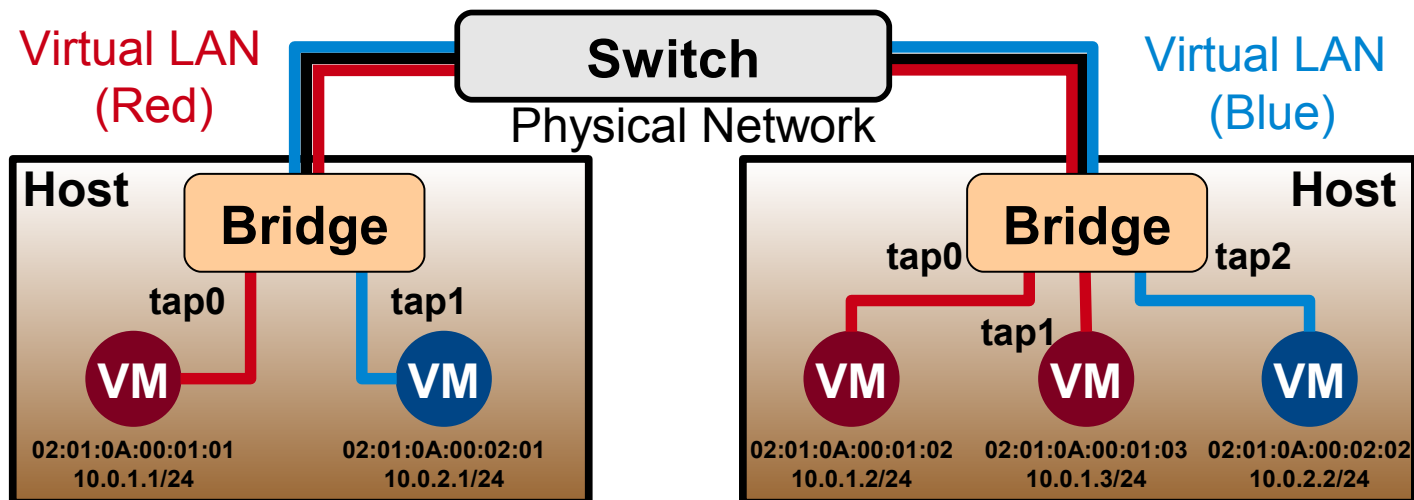 Virtual LAN
(Red)
Switch
Physical Network
Virtual LAN
(Blue)
Host
Bridge
tap0
tap1
VM
VM
02:01:0A:00:01:01
10.0.1.1/24
02:01:0A:00:02:01
10.0.2.1/24
Host
Bridge
tap0
tap2
tap1
VM
VM
VM
02:01:0A:00:01:02
10.0.1.2/24
02:01:0A:00:01:03
10.0.1.3/24
02:01:0A:00:02:02
10.0.2.2/24